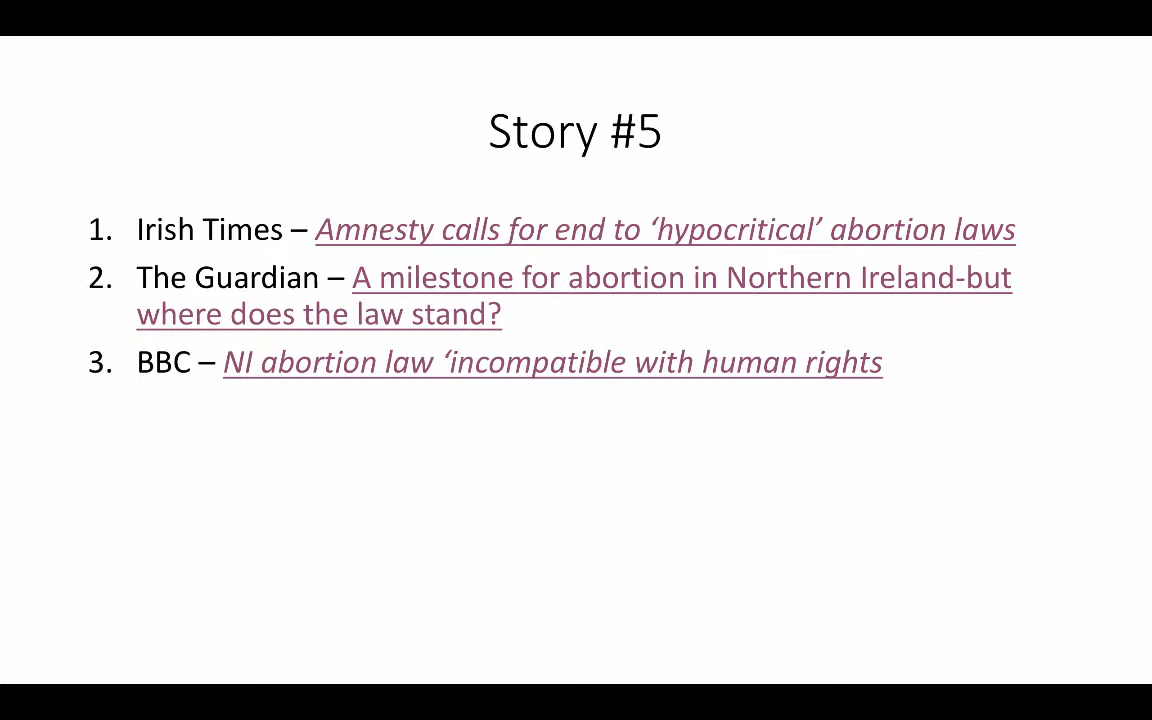 Story #5
1. Irish Times – Amnesty calls for end to ‘hypocritical’ abortion laws
2. The Guardian – A milestone for abortion in Northern Ireland-but
where does the law stand?
3. BBC – NI abortion law ‘incompatible with human rights